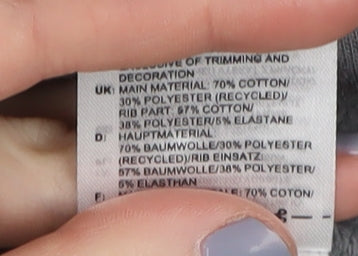 EXCLUSIVE OF TRIMMING AND
DECORATION
UK: MAIN MATERIAL: 70% COTTON/
30% POLYESTER (RECYCLED)/
RIB PART: 57% COTTON/
38% POLYESTER/5% ELASTANE
D: HAUPTMATERIAL:
70% BAUMWOLLE/30% POLYESTER
(RECYCLED)/RIB EINSATZ:
57% BAUMWOLLE/38% POLYESTER/
5% ELASTHAN
F: 70% COTON/